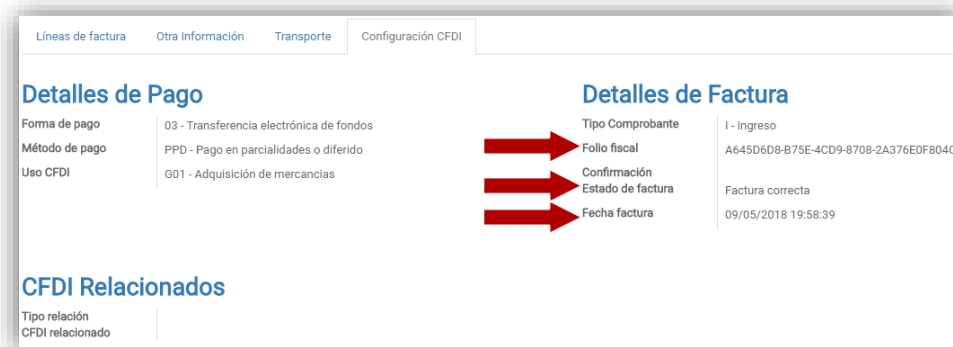 Líneas de factura Otra Información Transporte Configuración CFDI
Detalles de Pago
Forma de pago 03 - Transferencia electrónica de fondos
Método de pago PPD - Pago en parcialidades o diferido
Uso CFDI G01 - Adquisición de mercancias
Detalles de Factura
Tipo Comprobante I - Ingreso
Folio fiscal A645D6D8-B75E-4CD9-8708-2A376E0F804C
Confirmación
Estado de factura Factura correcta
Fecha factura 09/05/2018 19:58:39
CFDI Relacionados
Tipo relación
CFDI relacionado